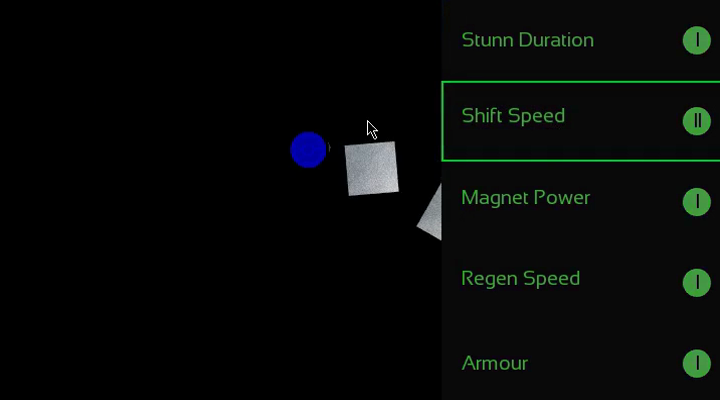 Stunn Duration I
Shift Speed II
Magnet Power I
Regen Speed I
Armour I